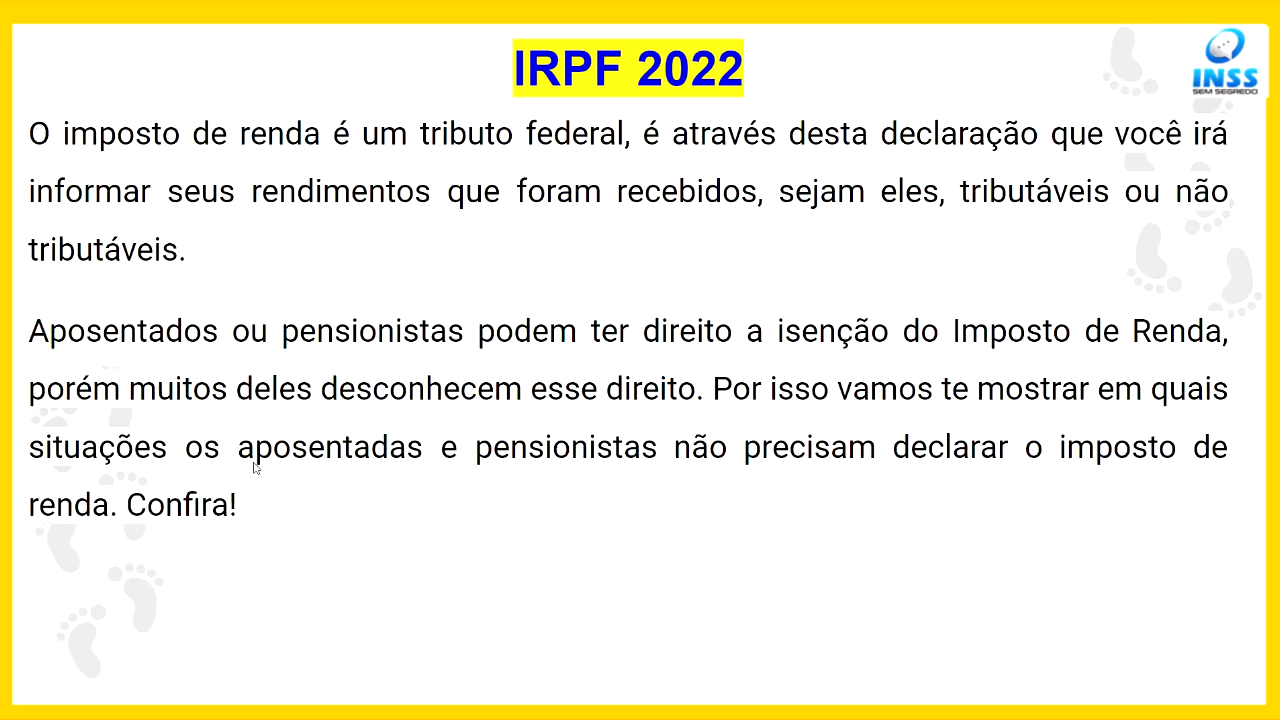 IRPF 2022
INSS
SEM SEGREDO
O imposto de renda é um tributo federal, é através desta declaração que você irá
informar seus rendimentos que foram recebidos, sejam eles, tributáveis ou não
tributáveis.
Aposentados ou pensionistas podem ter direito a isenção do Imposto de Renda,
porém muitos deles desconhecem esse direito. Por isso vamos te mostrar em quais
situações os aposentadas e pensionistas não precisam declarar o imposto de
renda. Confira!